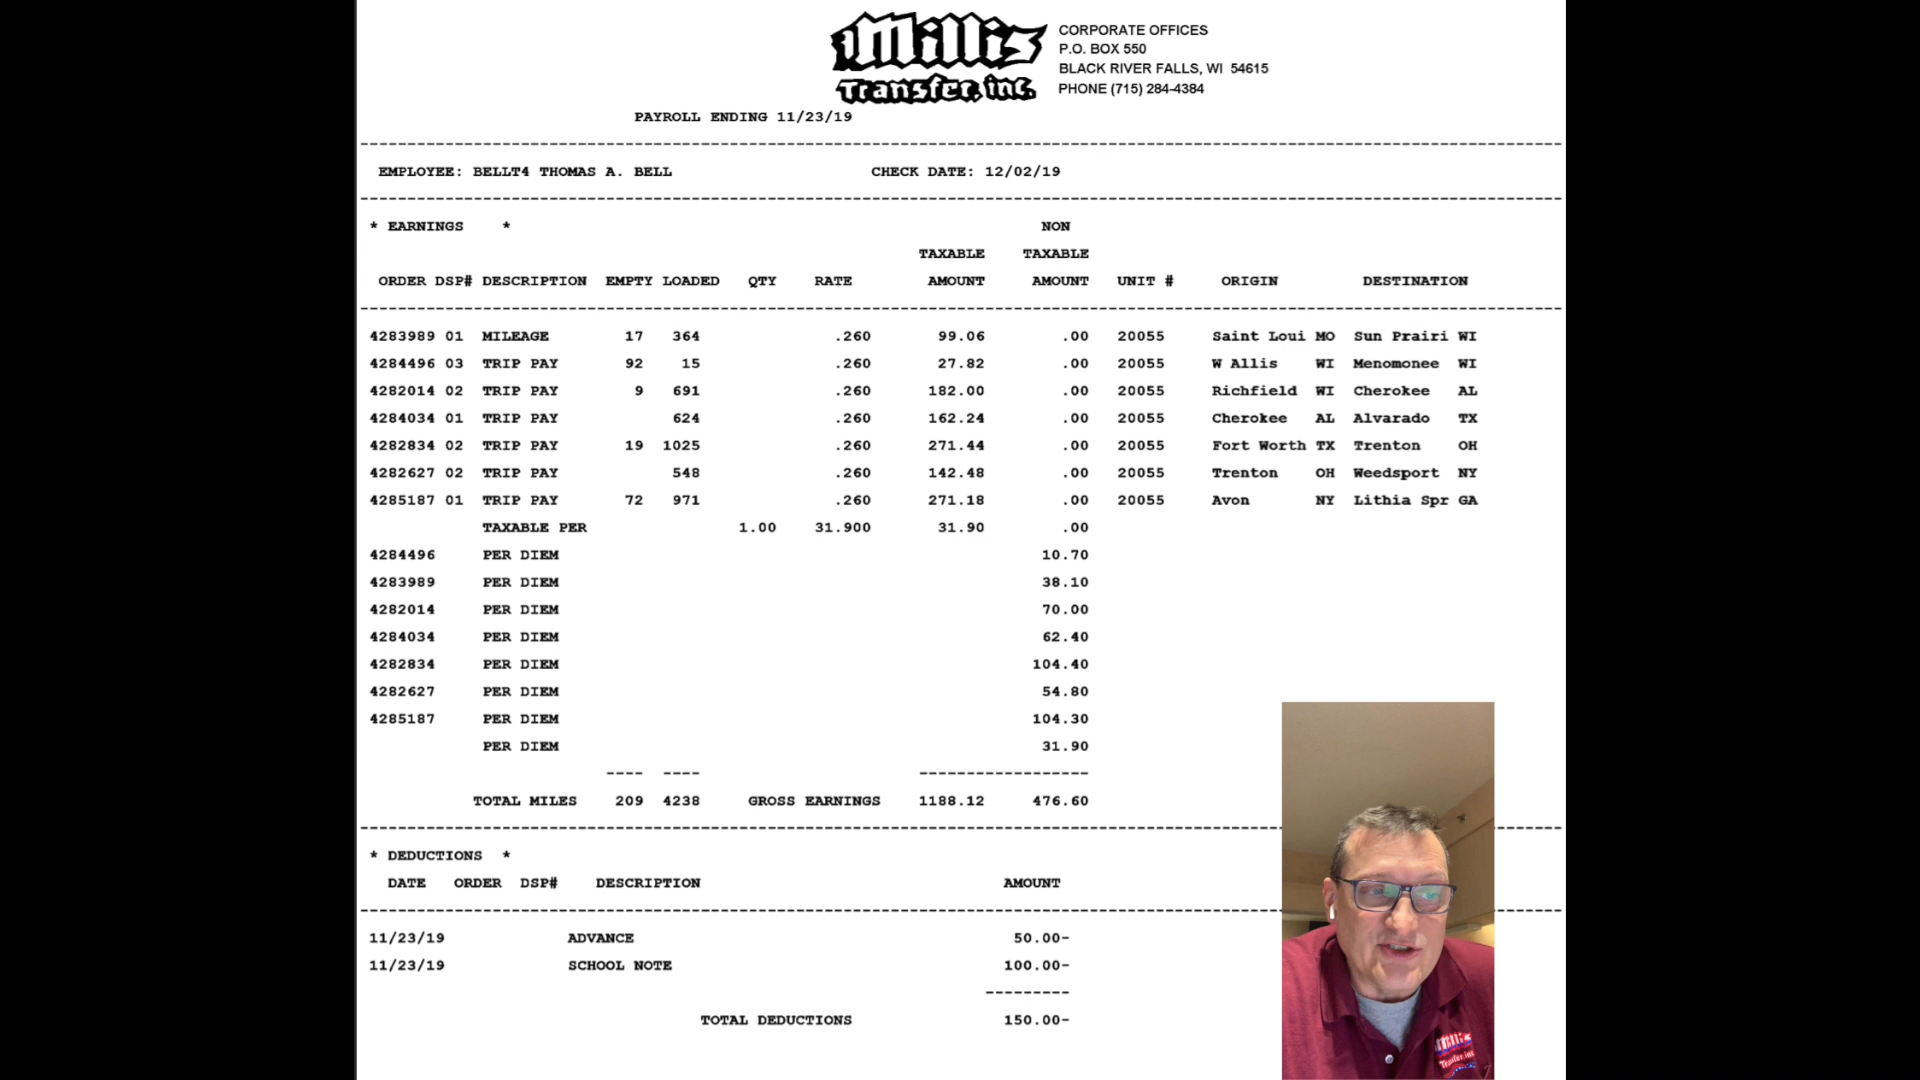 Millis
Transfer, inc.
CORPORATE OFFICES
P.O. BOX 550
BLACK RIVER FALLS, WI 54615
PHONE (715) 284-4384
PAYROLL ENDING 11/23/19
EMPLOYEE: BELLT4 THOMAS A. BELL CHECK DATE: 12/02/19
* EARNINGS * NON
TAXABLE TAXABLE
ORDER DSP# DESCRIPTION EMPTY LOADED QTY RATE AMOUNT AMOUNT UNIT # ORIGIN DESTINATION
4283989 01 MILEAGE 17 364 .260 99.06 .00 20055 Saint Loui MO Sun Prairi WI
4284496 03 TRIP PAY 92 15 .260 27.82 .00 20055 W Allis WI Menomonee WI
4282014 02 TRIP PAY 9 691 .260 182.00 .00 20055 Richfield WI Cherokee AL
4284034 01 TRIP PAY 624 .260 162.24 .00 20055 Cherokee AL Alvarado TX
4282834 02 TRIP PAY 19 1025 .260 271.44 .00 20055 Fort Worth TX Trenton OH
4282627 02 TRIP PAY 548 .260 142.48 .00 20055 Trenton OH Weedsport NY
4285187 01 TRIP PAY 72 971 .260 271.18 .00 20055 Avon NY Lithia Spr GA
TAXABLE PER 1.00 31.900 31.90 .00
4284496 PER DIEM 10.70
4283989 PER DIEM 38.10
4282014 PER DIEM 70.00
4284034 PER DIEM 62.40
4282834 PER DIEM 104.40
4282627 PER DIEM 54.80
4285187 PER DIEM 104.30
PER DIEM 31.90
TOTAL MILES 209 4238 GROSS EARNINGS 1188.12 476.60
* DEDUCTIONS *
DATE ORDER DSP# DESCRIPTION AMOUNT
11/23/19 ADVANCE 50.00-
11/23/19 SCHOOL NOTE 100.00-
TOTAL DEDUCTIONS 150.00-
Millis
Transfer, inc.